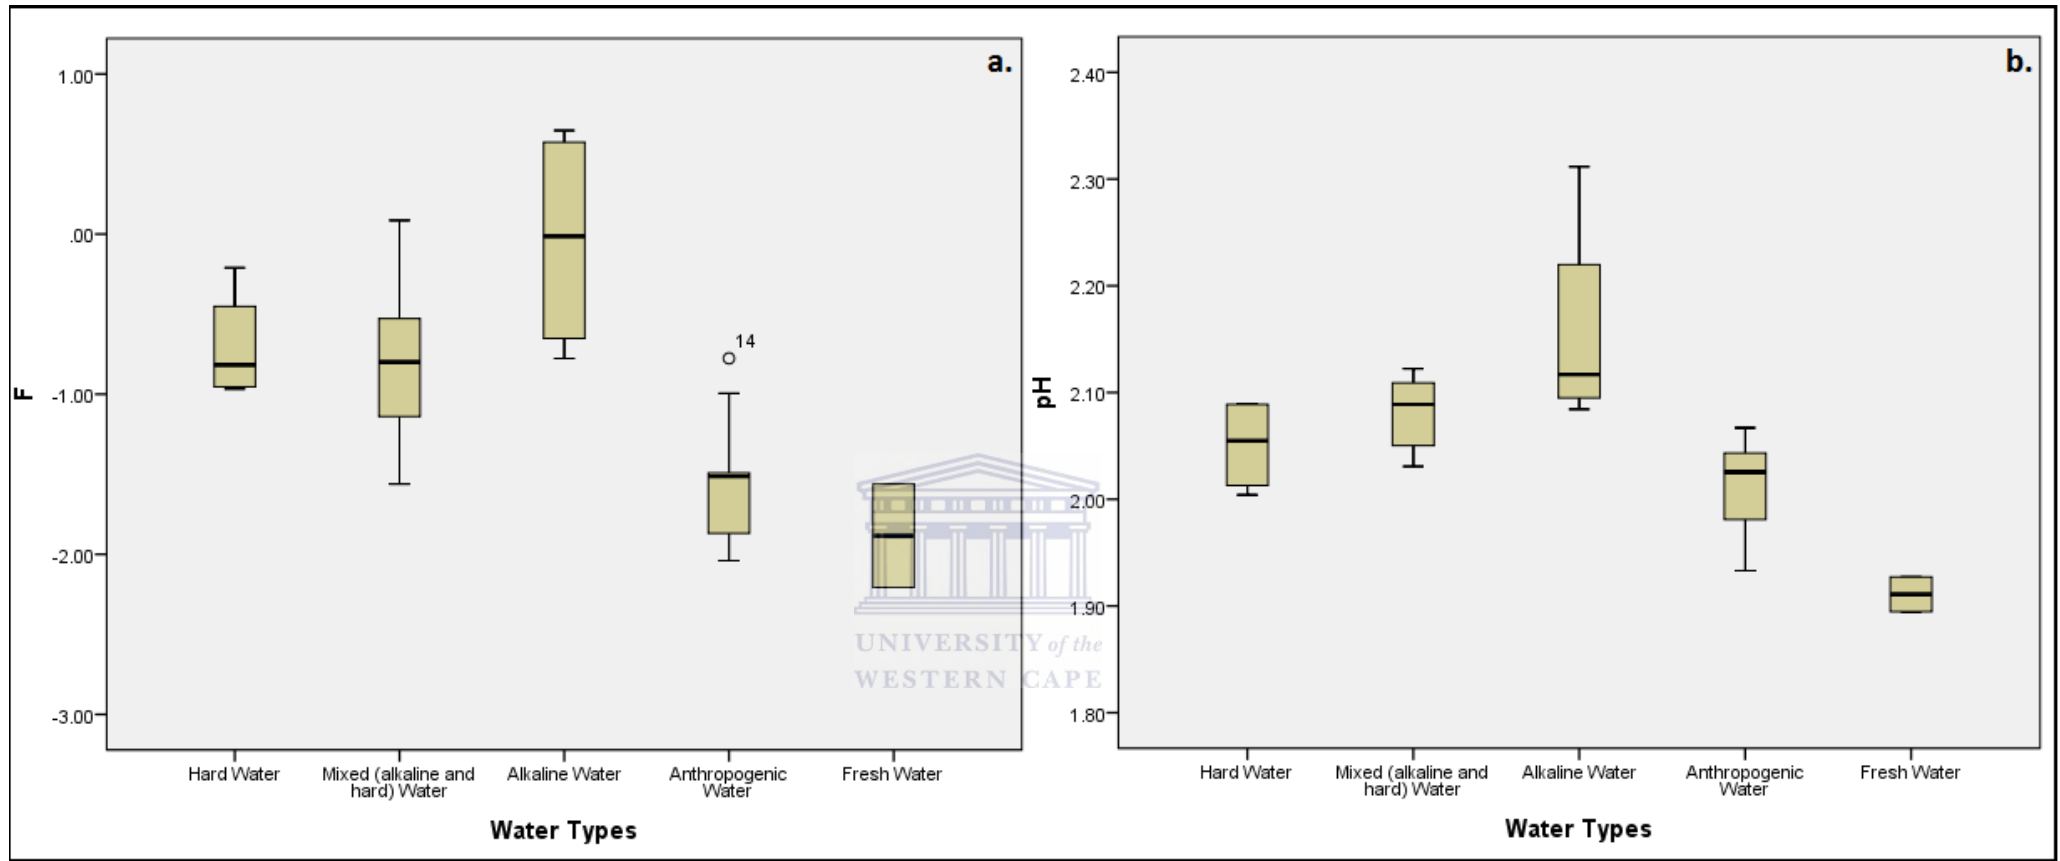 a.
1.00
.00
-1.00
-2.00
-3.00
F
14
Hard Water
Mixed (alkaline and
hard) Water
Alkaline Water
Anthropogenic
Water
Fresh Water
Water Types
b.
2.40
2.30
2.20
2.10
2.00
1.90
1.80
pH
Hard Water
Mixed (alkaline and
hard) Water
Alkaline Water
Anthropogenic
Water
Fresh Water
Water Types
UNIVERSITY of the
WESTERN CAPE